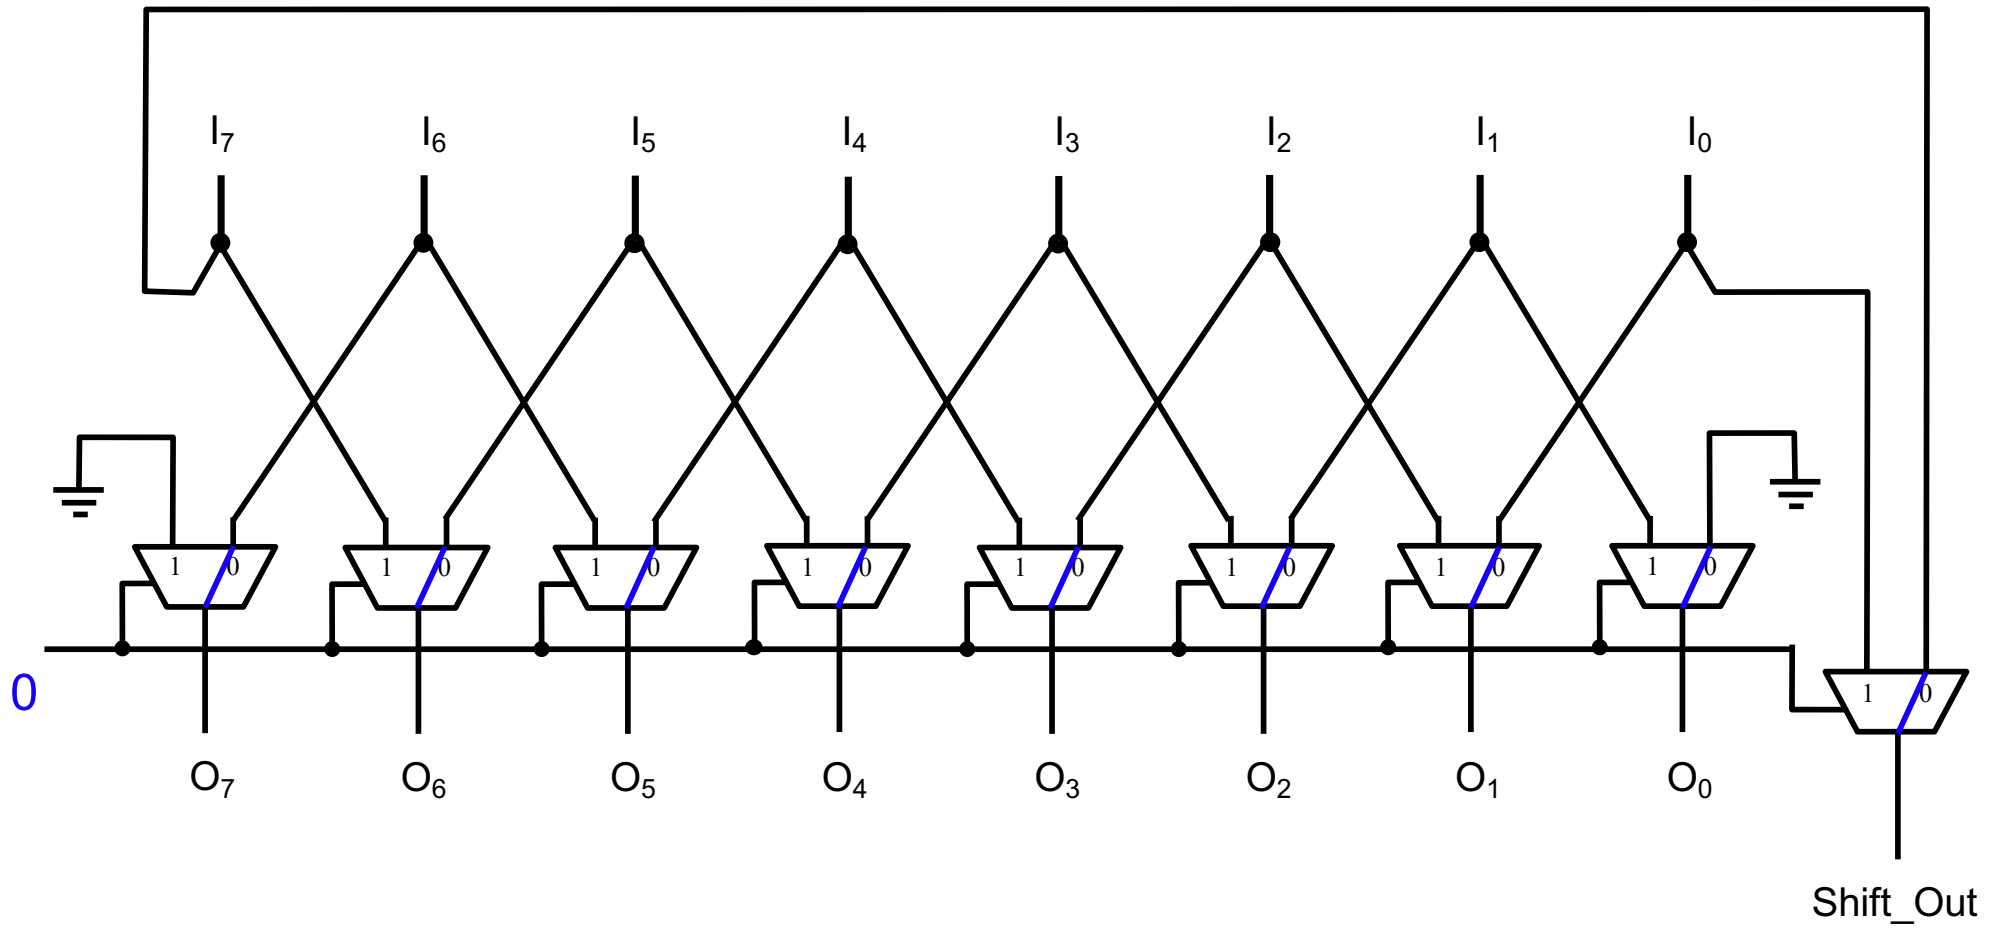 I₇ I₆ I₅ I₄ I₃ I₂ I₁ I₀
1 0 1 0 1 0 1 0 1 0 1 0 1 0 1 0
0 1 0
O₇ O₆ O₅ O₄ O₃ O₂ O₁ O₀
Shift_Out